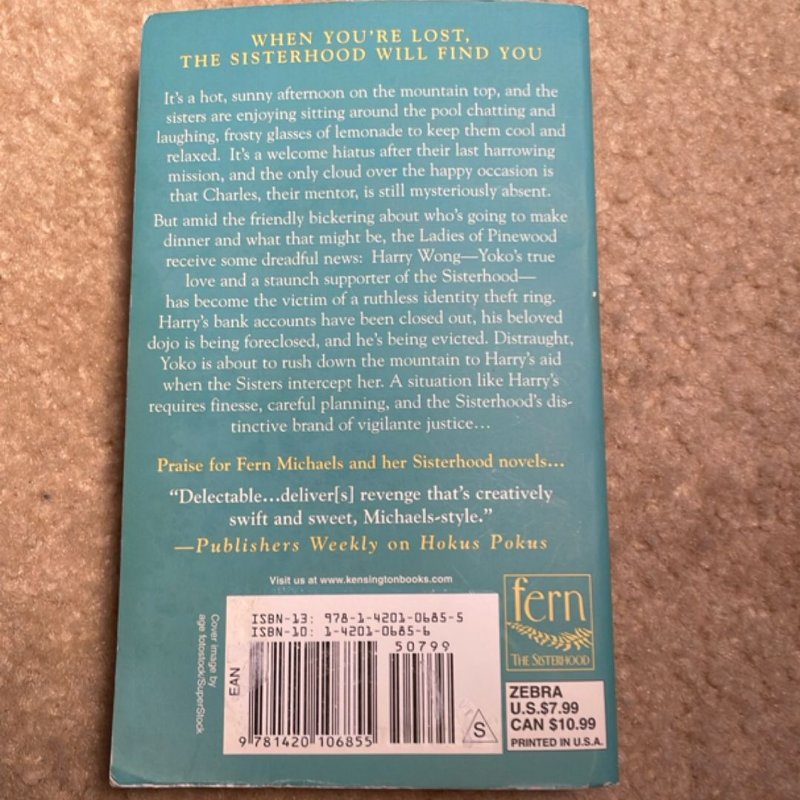 WHEN YOU'RE LOST,
THE SISTERHOOD WILL FIND YOU
It's a hot, sunny afternoon on the mountain top, and the
sisters are enjoying sitting around the pool chatting and
laughing, frosty glasses of lemonade to keep them cool and
relaxed. It's a welcome hiatus after their last harrowing
mission, and the only cloud over the happy occasion is
that Charles, their mentor, is still mysteriously absent.
But amid the friendly bickering about who's going to make
dinner and what that might be, the Ladies of Pinewood
receive some dreadful news: Harry Wong—Yoko's true
love and a staunch supporter of the Sisterhood—
has become the victim of a ruthless identity theft ring.
Harry's bank accounts have been closed out, his beloved
dojo is being foreclosed, and he's being evicted. Distraught,
Yoko is about to rush down the mountain to Harry's aid
when the Sisters intercept her. A situation like Harry's
requires finesse, careful planning, and the Sisterhood's dis-
tinctive brand of vigilante justice…
Praise for Fern Michaels and her Sisterhood novels…
"Delectable…deliver[s] revenge that's creatively
swift and sweet, Michaels-style."
—Publishers Weekly on Hokus Pokus
Visit us at www.kensingtonbooks.com
Cover image by
age fotostock/SuperStock
ISBN-13: 978-1-4201-0685-5
ISBN-10: 1-4201-0685-6
50799
EAN
9 781420 106855
S
fern
THE SISTERHOOD
ZEBRA
U.S.$7.99
CAN $10.99
PRINTED IN U.S.A.